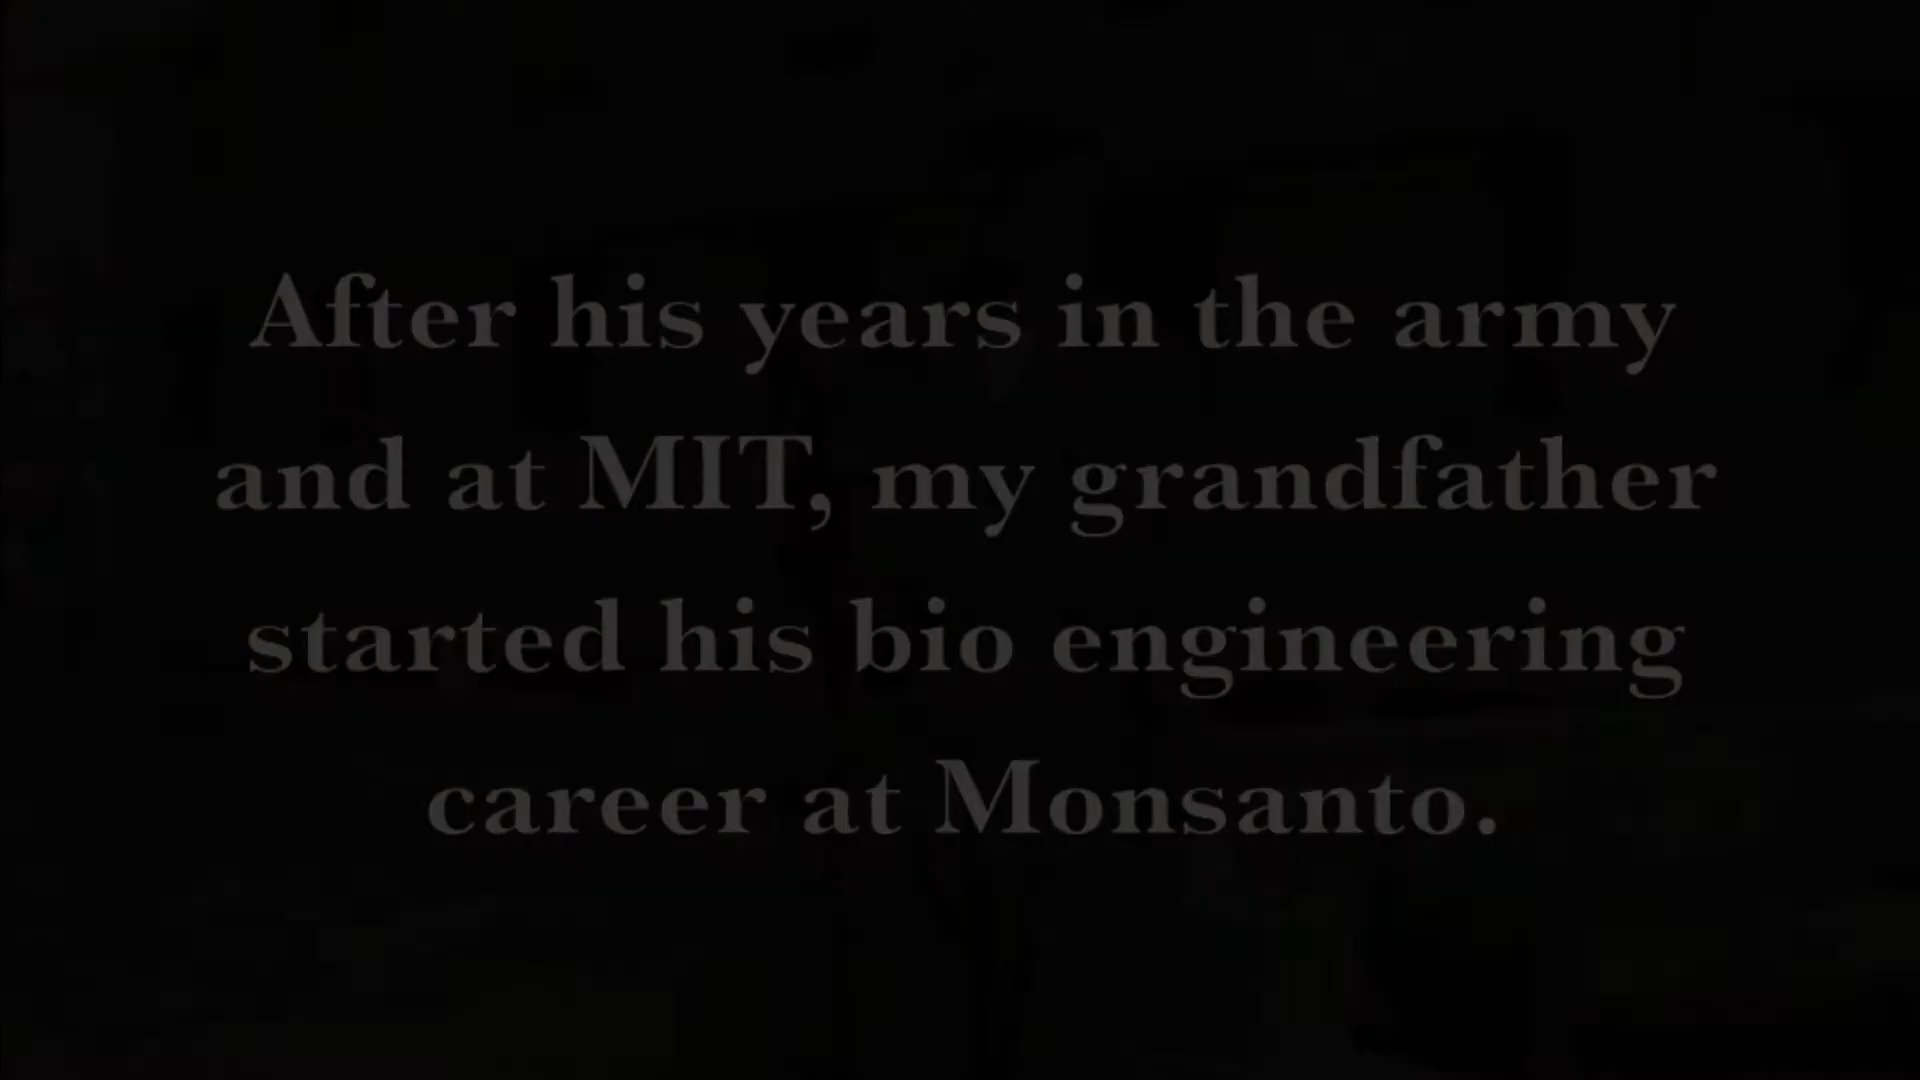 After his years in the army
and at MIT, my grandfather
started his bio engineering
career at Monsanto.